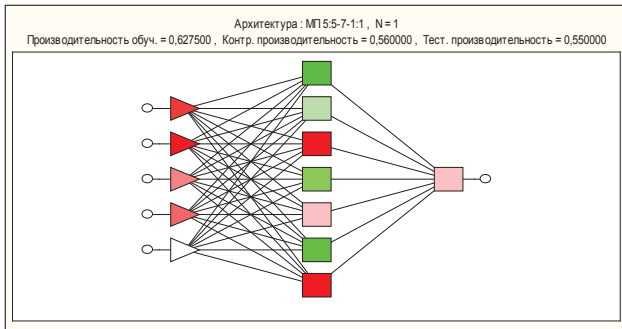 Архитектура : МП 5:5-7-1:1 , N = 1
Производительность обуч. = 0,627500 , Контр. производительность = 0,560000 , Тест. производительность = 0,550000